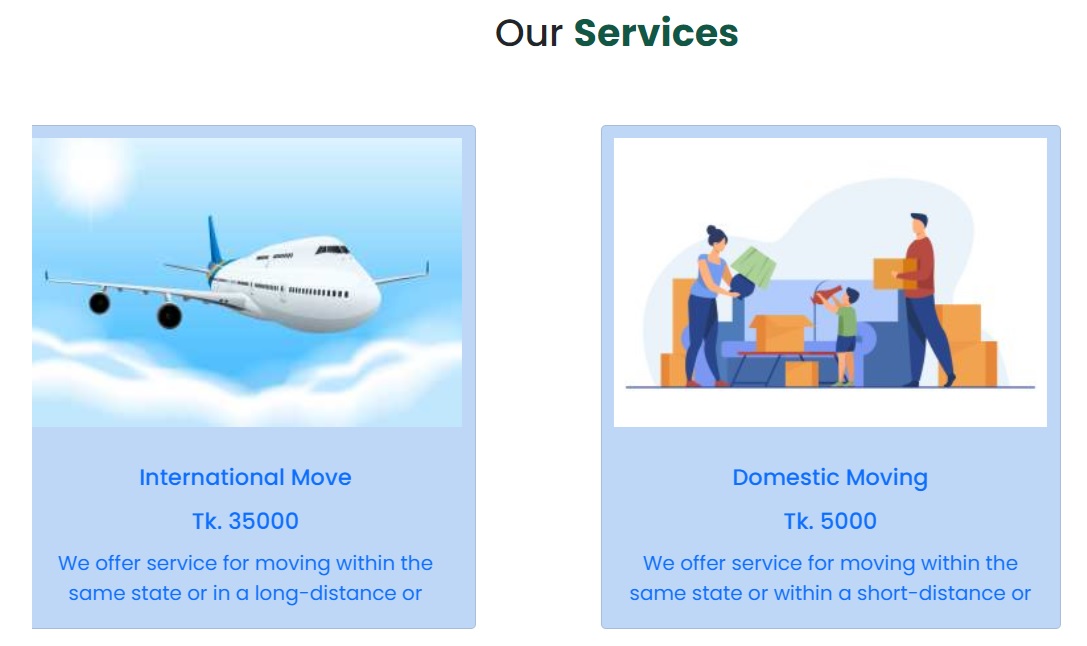 Our Services
International Move
Tk. 35000
We offer service for moving within the
same state or in a long-distance or
Domestic Moving
Tk. 5000
We offer service for moving within the
same state or within a short-distance or